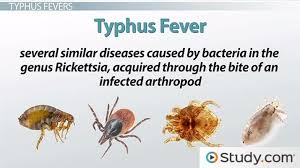 TYPHUS FEVERS
Typhus Fever
several similar diseases caused by bacteria in the
genus Rickettsia, acquired through the bite of an
infected arthropod
Study.com